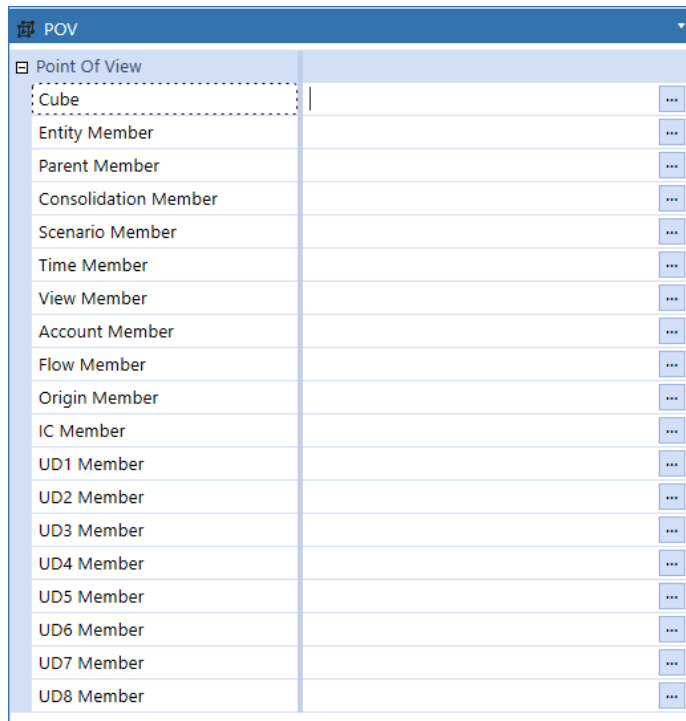 POV
Point Of View
Cube
Entity Member
Parent Member
Consolidation Member
Scenario Member
Time Member
View Member
Account Member
Flow Member
Origin Member
IC Member
UD1 Member
UD2 Member
UD3 Member
UD4 Member
UD5 Member
UD6 Member
UD7 Member
UD8 Member